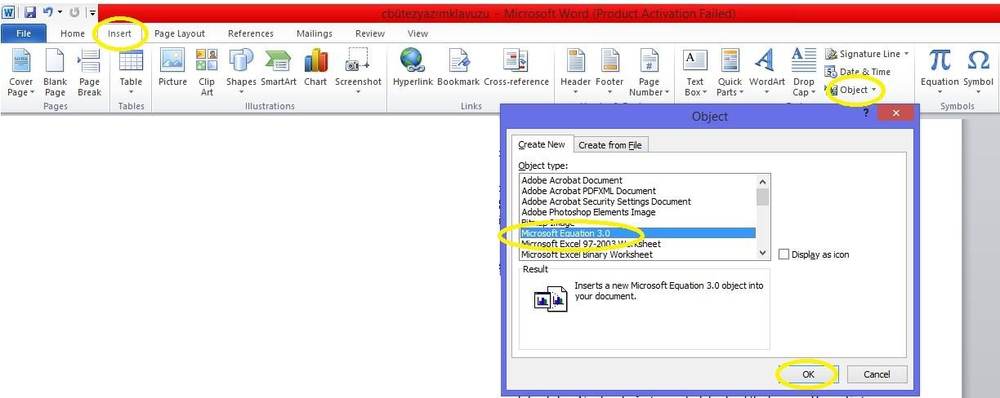 cbütezyazımklavuzu - Microsoft Word (Product Activation Failed)
File Home Insert Page Layout References Mailings Review View
Cover Page Blank Page Page Break Table Picture Clip Art Shapes SmartArt Chart Screenshot Hyperlink Bookmark Cross-reference Header Footer Page Number Text Box Quick Parts WordArt Drop Cap Signature Line Date & Time Object Equation Symbol
Pages Tables Illustrations Links Symbols
Object
Create New Create from File
Object type:
Adobe Acrobat Document
Adobe Acrobat PDFXML Document
Adobe Acrobat Security Settings Document
Adobe Photoshop Elements Image
Bitmap Image
Microsoft Equation 3.0
Microsoft Excel 97-2003 Worksheet
Microsoft Excel Binary Worksheet
Display as icon
Result
Inserts a new Microsoft Equation 3.0 object into
your document.
OK Cancel